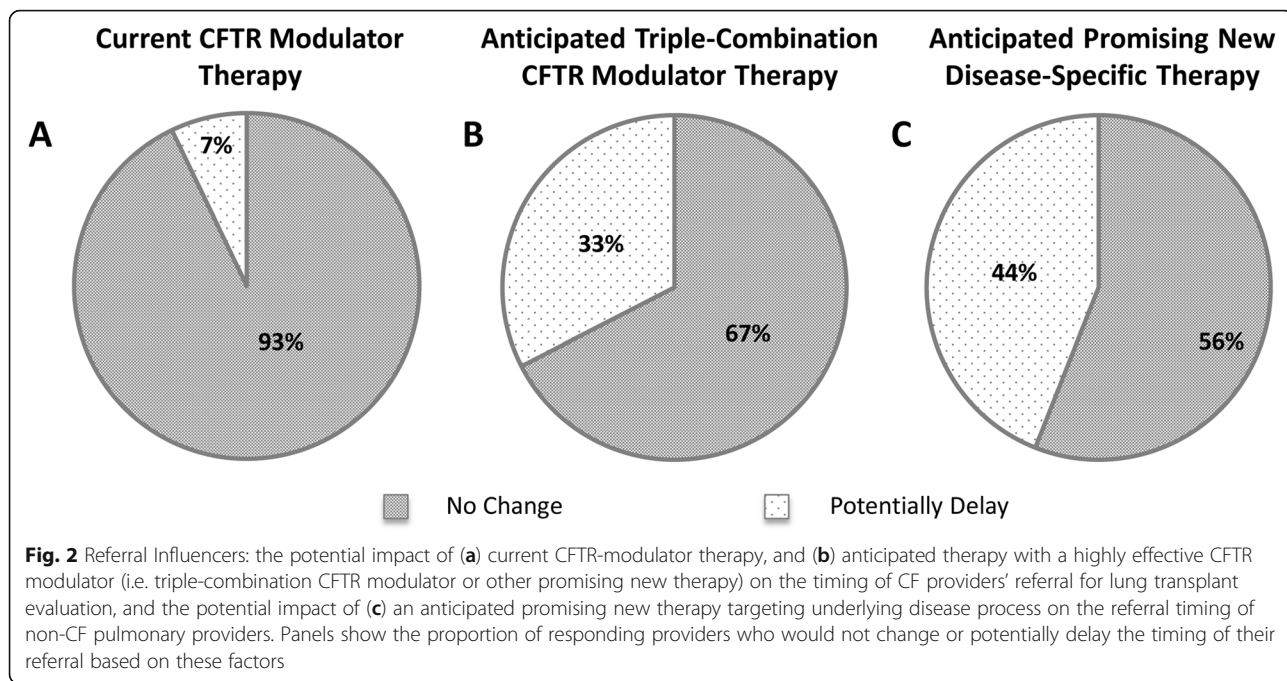 Current CFTR Modulator Therapy
Anticipated Triple-Combination CFTR Modulator Therapy
Anticipated Promising New Disease-Specific Therapy
A
7%
93%
B
33%
67%
C
44%
56%
No Change
Potentially Delay
Fig. 2 Referral Influencers: the potential impact of (a) current CFTR-modulator therapy, and (b) anticipated therapy with a highly effective CFTR
modulator (i.e. triple-combination CFTR modulator or other promising new therapy) on the timing of CF providers' referral for lung transplant
evaluation, and the potential impact of (c) an anticipated promising new therapy targeting underlying disease process on the referral timing of
non-CF pulmonary providers. Panels show the proportion of responding providers who would not change or potentially delay the timing of their
referral based on these factors